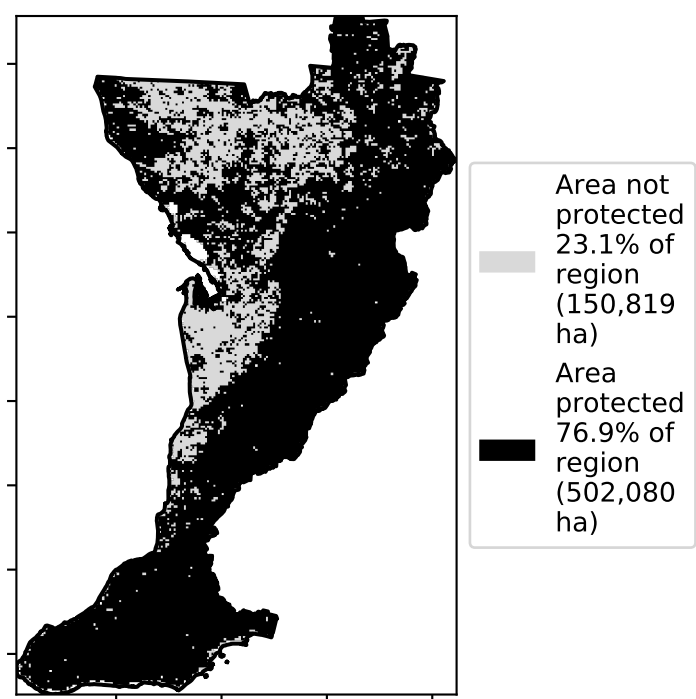 Area not
protected
23.1% of
region
(150,819
ha)
Area
protected
76.9% of
region
(502,080
ha)